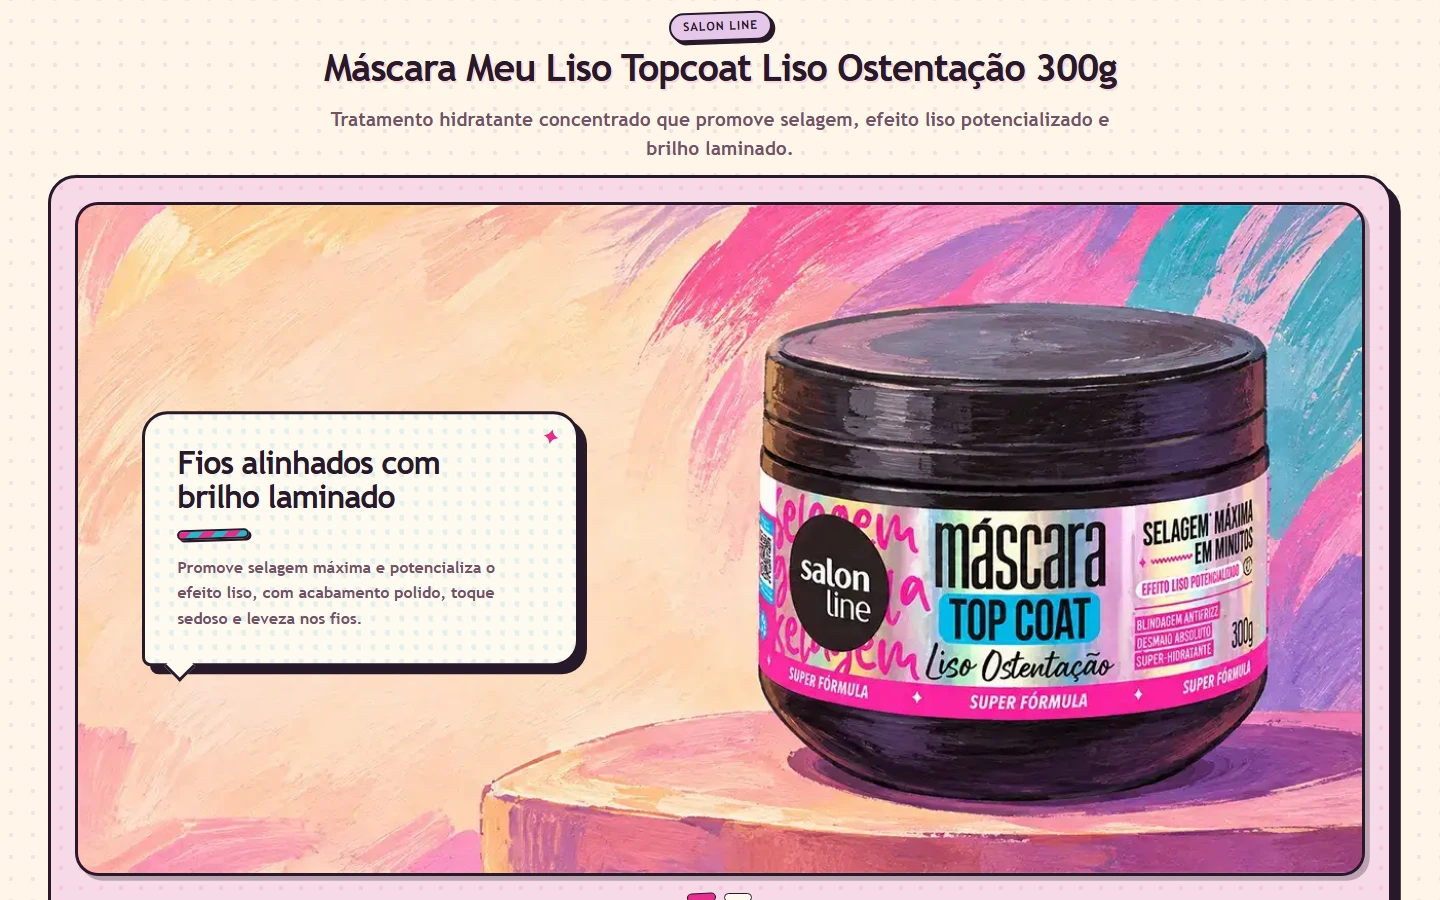 SALON LINE
Máscara Meu Liso Topcoat Liso Ostentação 300g
Tratamento hidratante concentrado que promove selagem, efeito liso potencializado e
brilho laminado.
Fios alinhados com
brilho laminado
Promove selagem máxima e potencializa o
efeito liso, com acabamento polido, toque
sedoso e leveza nos fios.
selagem
salon
line
máscara
TOP COAT
Liso Ostentação
SELAGEM* MÁXIMA
EM MINUTOS
EFEITO LISO POTENCIALIZADO
BLINDAGEM ANTIFRIZZ
DESMAIO ABSOLUTO
SUPER-HIDRATANTE
300g
SUPER FÓRMULA
SUPER FÓRMULA
SUPER FÓRMULA